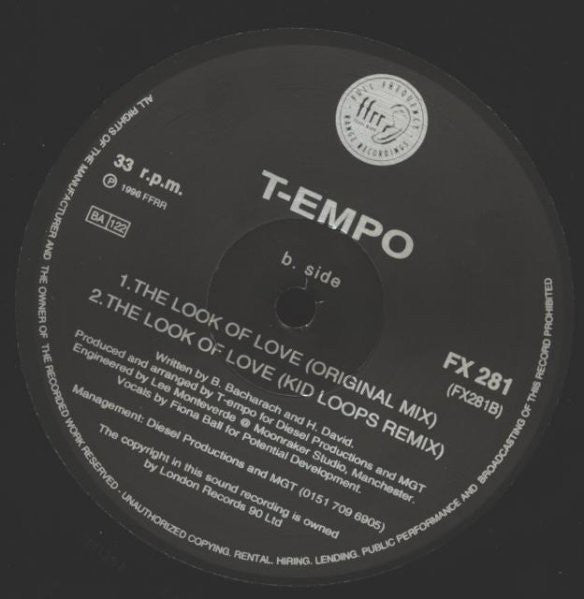 FULL FREQUENCY
ffrr
RANGE RECORDINGS
33 r.p.m.
℗ 1996 FFRR
BA 122
T-EMPO
b. side
1.THE LOOK OF LOVE (ORIGINAL MIX)
2.THE LOOK OF LOVE (KID LOOPS REMIX)
FX 281
(FX281B)
Written by B. Bacharach and H. David.
Produced and arranged by T-empo for Diesel Productions and MGT
Engineered by Lee Monteverde @ Moonraker Studio, Manchester.
Vocals by Fiona Ball for Potential Development.
Management: Diesel Productions and MGT (0151 709 6905)
The copyright in this sound recording is owned
by London Records 90 Ltd
ALL RIGHTS OF THE MANUFACTURER AND THE OWNER OF THE RECORDED WORK RESERVED - UNAUTHORIZED COPYING. RENTAL. HIRING. LENDING. PUBLIC PERFORMANCE AND BROADCASTING OF THIS RECORD PROHIBITED